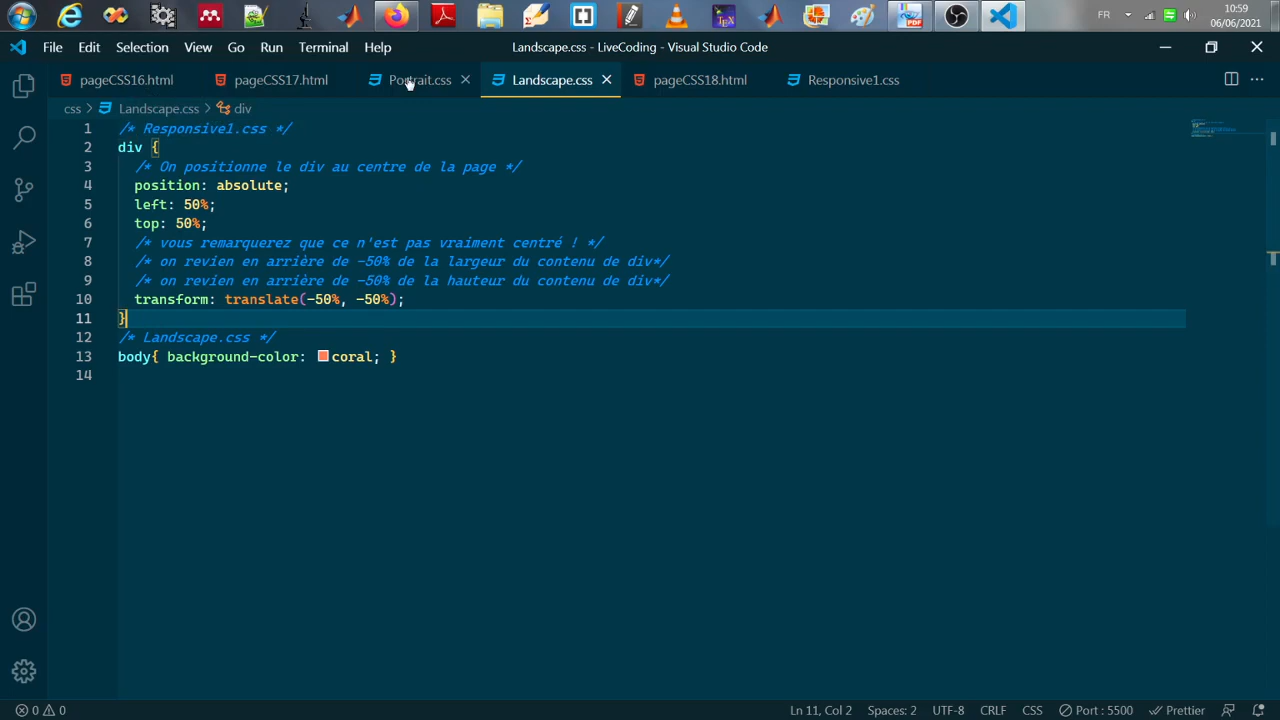 10:59
FR
06/06/2021
File Edit Selection View Go Run Terminal Help
Landscape.css - LiveCoding - Visual Studio Code
pageCSS16.html pageCSS17.html Portrait.css Landscape.css pageCSS18.html Responsive1.css
css > Landscape.css > div
1 /* Responsive1.css */
2 div {
3 /* On positionne le div au centre de la page */
4 position: absolute;
5 left: 50%;
6 top: 50%;
7 /* vous remarquerez que ce n'est pas vraiment centré ! */
8 /* on revien en arrière de -50% de la largeur du contenu de div*/
9 /* on revien en arrière de -50% de la hauteur du contenu de div*/
10 transform: translate(-50%, -50%);
11 }
12 /* Landscape.css */
13 body{ background-color: coral; }
14
0 0 Ln 11, Col 2 Spaces: 2 UTF-8 CRLF CSS Port : 5500 Prettier